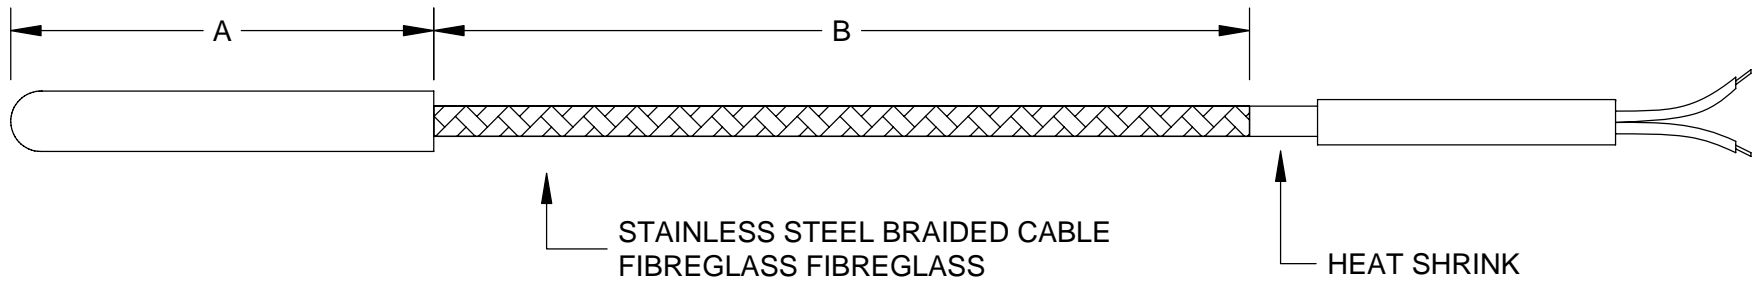 A
B
STAINLESS STEEL BRAIDED CABLE
FIBREGLASS FIBREGLASS
HEAT SHRINK